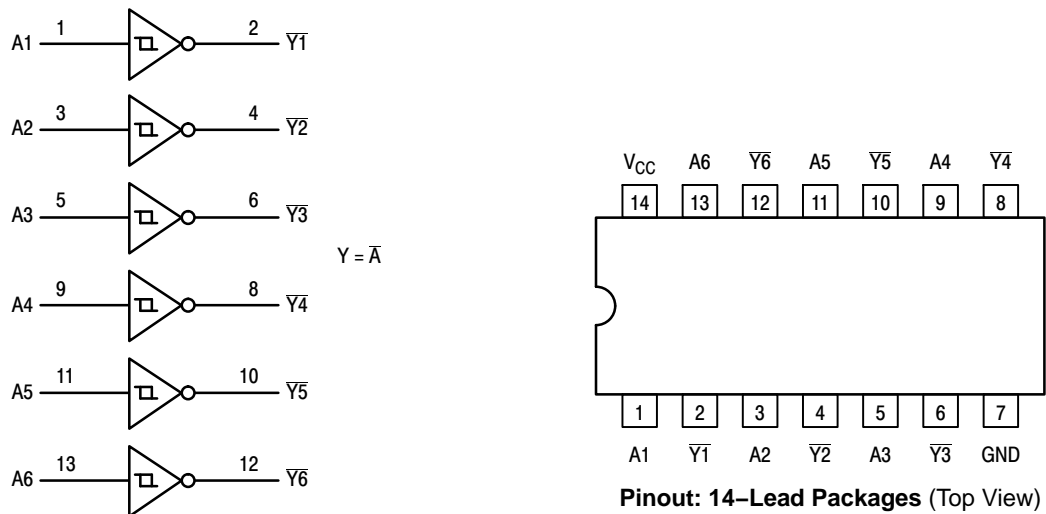 A1 1 2 Y1̅
A2 3 4 Y2̅
A3 5 6 Y3̅
Y = A̅
A4 9 8 Y4̅
A5 11 10 Y5̅
A6 13 12 Y6̅
VCC A6 Y6̅ A5 Y5̅ A4 Y4̅
14 13 12 11 10 9 8
1 2 3 4 5 6 7
A1 Y1̅ A2 Y2̅ A3 Y3̅ GND
Pinout: 14–Lead Packages (Top View)